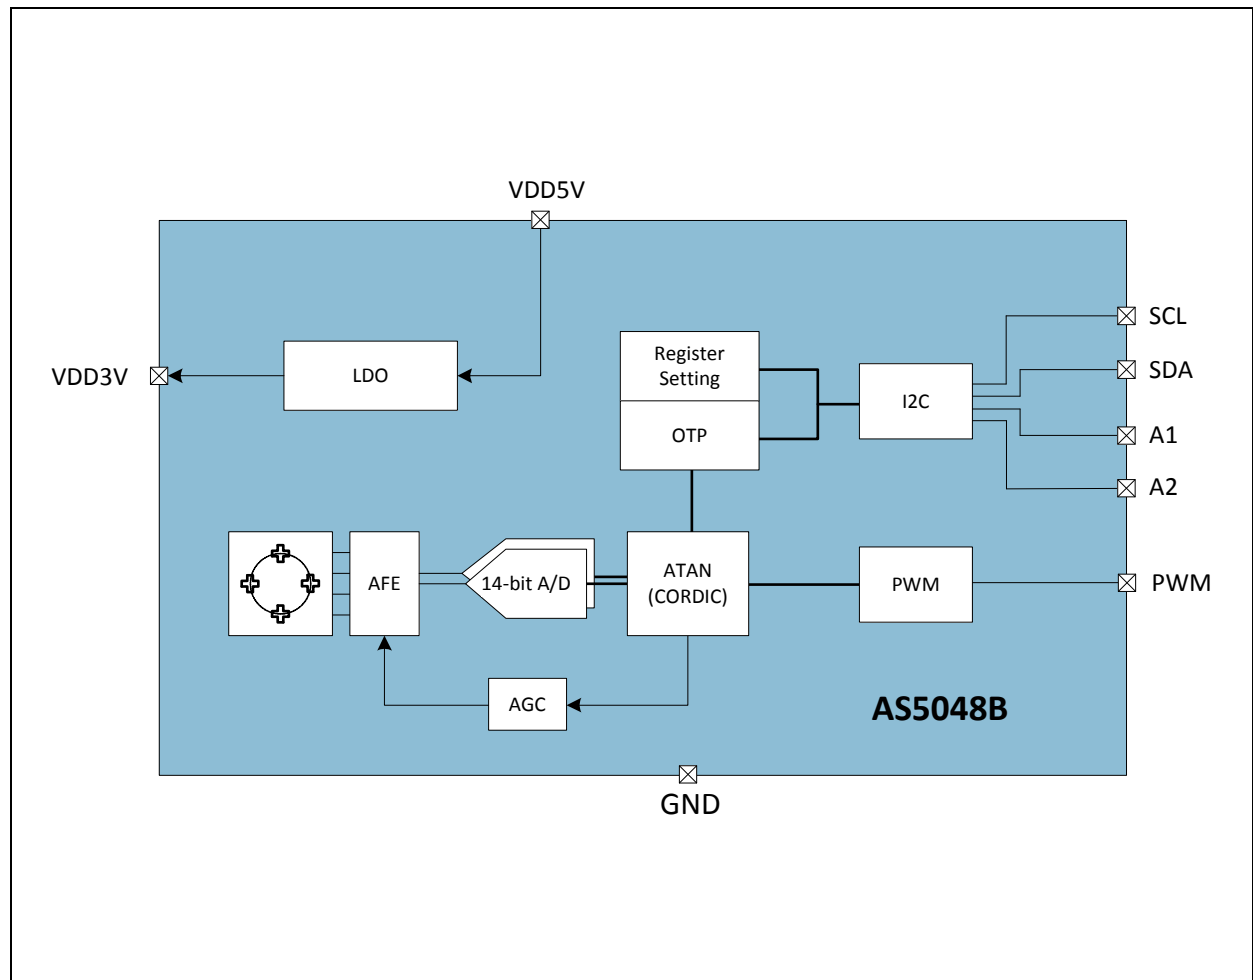 VDD5V
SCL
Register
Setting
VDD3V
LDO
SDA
I2C
OTP
A1
A2
AFE
14-bit A/D
ATAN
(CORDIC)
PWM
PWM
AGC
AS5048B
GND